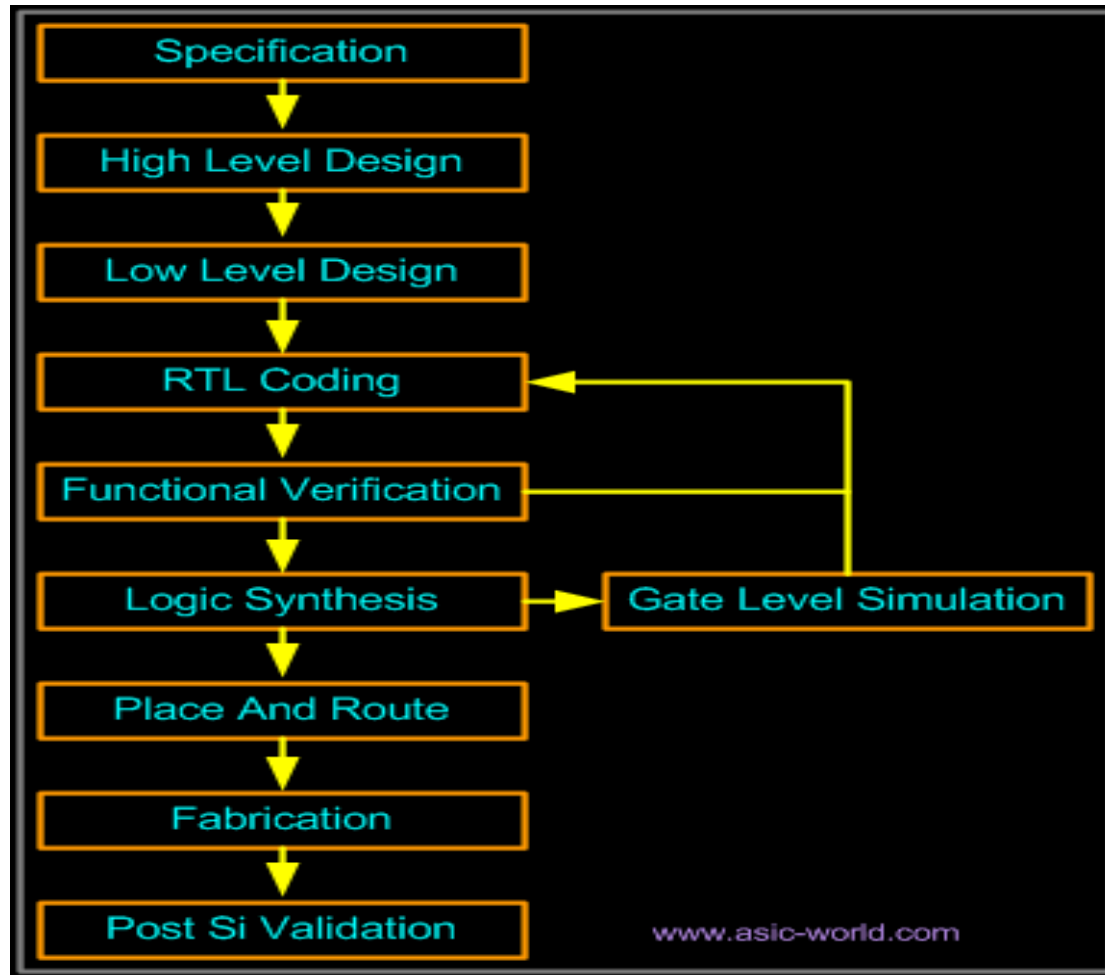 Specification
High Level Design
Low Level Design
RTL Coding
Functional Verification
Logic Synthesis
Gate Level Simulation
Place And Route
Fabrication
Post Si Validation
www.asic-world.com